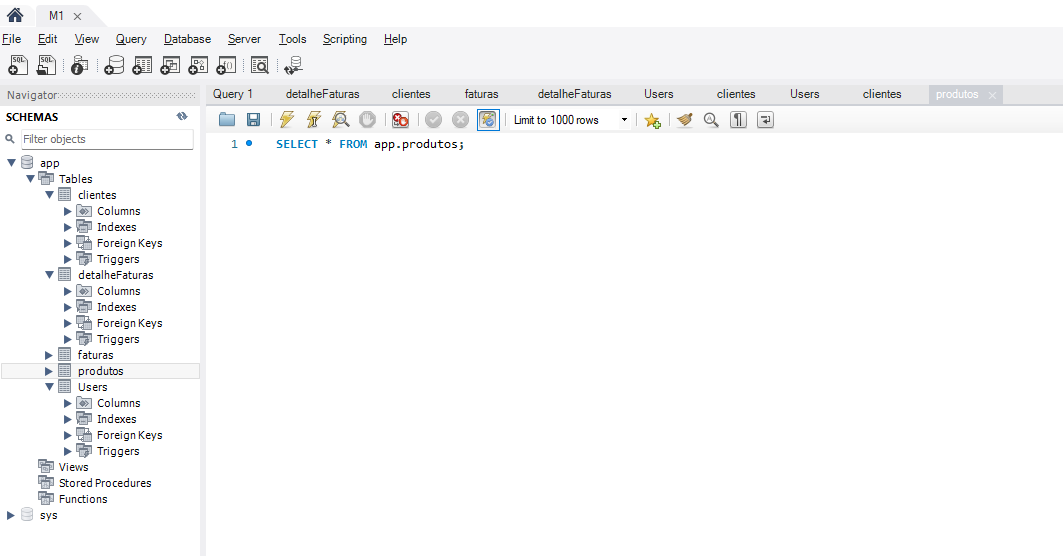 M1
File Edit View Query Database Server Tools Scripting Help
Navigator
Query 1 detalheFaturas clientes faturas detalheFaturas Users clientes Users clientes produtos
SCHEMAS
Limit to 1000 rows
Filter objects
1 SELECT * FROM app.produtos;
app
Tables
clientes
Columns
Indexes
Foreign Keys
Triggers
detalheFaturas
Columns
Indexes
Foreign Keys
Triggers
faturas
produtos
Users
Columns
Indexes
Foreign Keys
Triggers
Views
Stored Procedures
Functions
sys